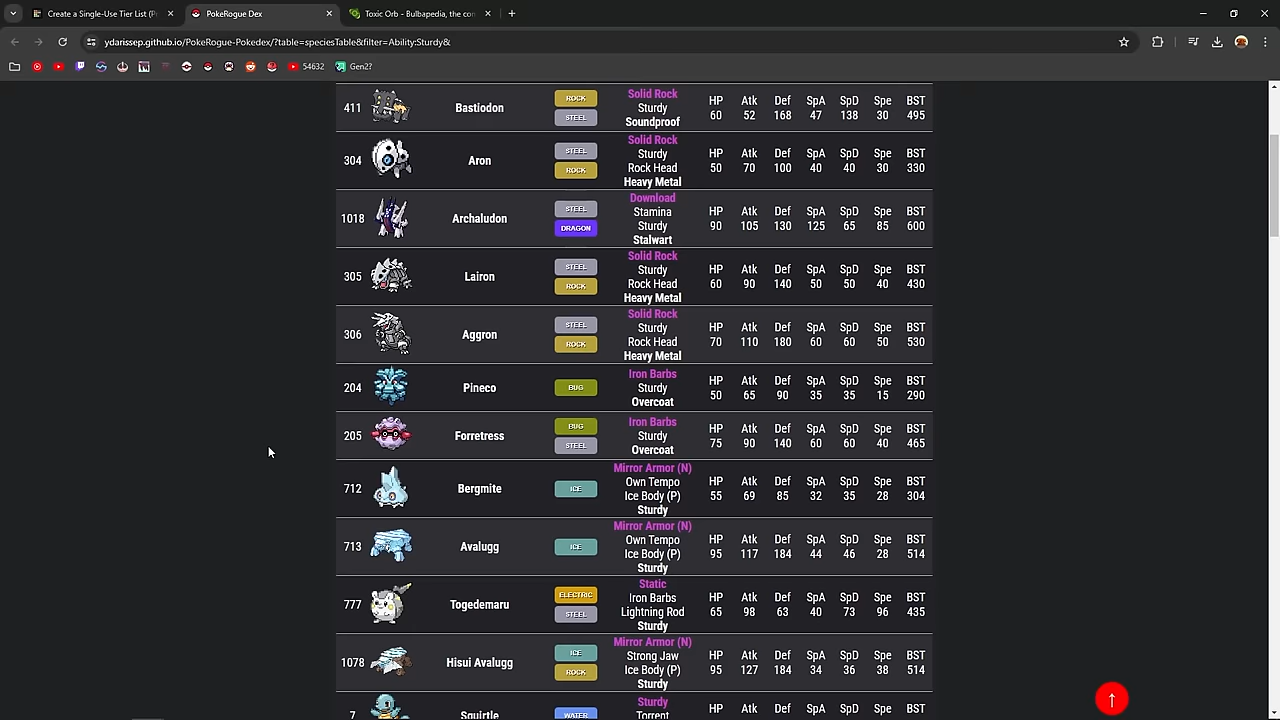 Create a Single-Use Tier List (P
PokeRogue Dex
Toxic Orb - Bulbapedia, the co
ydarissep.github.io/PokeRogue-Pokedex/?table=speciesTable&filter=Ability:Sturdy&
54632
Gen2?
411 Bastiodon ROCK STEEL Solid Rock Sturdy Soundproof HP 60 Atk 52 Def 168 SpA 47 SpD 138 Spe 30 BST 495
304 Aron STEEL ROCK Solid Rock Sturdy Rock Head Heavy Metal HP 50 Atk 70 Def 100 SpA 40 SpD 40 Spe 30 BST 330
1018 Archaludon STEEL DRAGON Download Stamina Sturdy Stalwart HP 90 Atk 105 Def 130 SpA 125 SpD 65 Spe 85 BST 600
305 Lairon STEEL ROCK Solid Rock Sturdy Rock Head Heavy Metal HP 60 Atk 90 Def 140 SpA 50 SpD 50 Spe 40 BST 430
306 Aggron STEEL ROCK Solid Rock Sturdy Rock Head Heavy Metal HP 70 Atk 110 Def 180 SpA 60 SpD 60 Spe 50 BST 530
204 Pineco BUG Iron Barbs Sturdy Overcoat HP 50 Atk 65 Def 90 SpA 35 SpD 35 Spe 15 BST 290
205 Forretress BUG STEEL Iron Barbs Sturdy Overcoat HP 75 Atk 90 Def 140 SpA 60 SpD 60 Spe 40 BST 465
712 Bergmite ICE Mirror Armor (N) Own Tempo Ice Body (P) Sturdy HP 55 Atk 69 Def 85 SpA 32 SpD 35 Spe 28 BST 304
713 Avalugg ICE Mirror Armor (N) Own Tempo Ice Body (P) Sturdy HP 95 Atk 117 Def 184 SpA 44 SpD 46 Spe 28 BST 514
777 Togedemaru ELECTRIC STEEL Static Iron Barbs Lightning Rod Sturdy HP 65 Atk 98 Def 63 SpA 40 SpD 73 Spe 96 BST 435
1078 Hisui Avalugg ICE ROCK Mirror Armor (N) Strong Jaw Ice Body (P) Sturdy HP 95 Atk 127 Def 184 SpA 34 SpD 36 Spe 38 BST 514
7 Squirtle WATER Sturdy Torrent HP Atk Def SpA SpD Spe BST